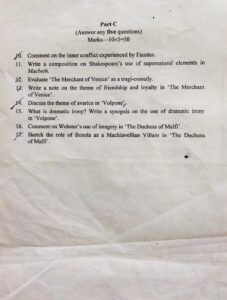 Part C
(Answer any five questions)
Marks—10×5=50
10. Comment on the inner conflict experienced by Faustus.
11. Write a composition on Shakespeare's use of supernatural elements in
Macbeth.
12. Evaluate 'The Merchant of Venice' as a tragi-comedy.
13. Write a note on the theme of friendship and loyalty in 'The Merchant
of Venice'.
14. Discuss the theme of avarice in 'Volpone'.
15. What is dramatic irony? Write a synopsis on the use of dramatic irony
in 'Volpone'.
16. Comment on Webster's use of imagery in 'The Duchess of Malfi'.
17. Sketch the role of Bosola as a Machiavellian Villain in 'The Duchess
of Malfi'.